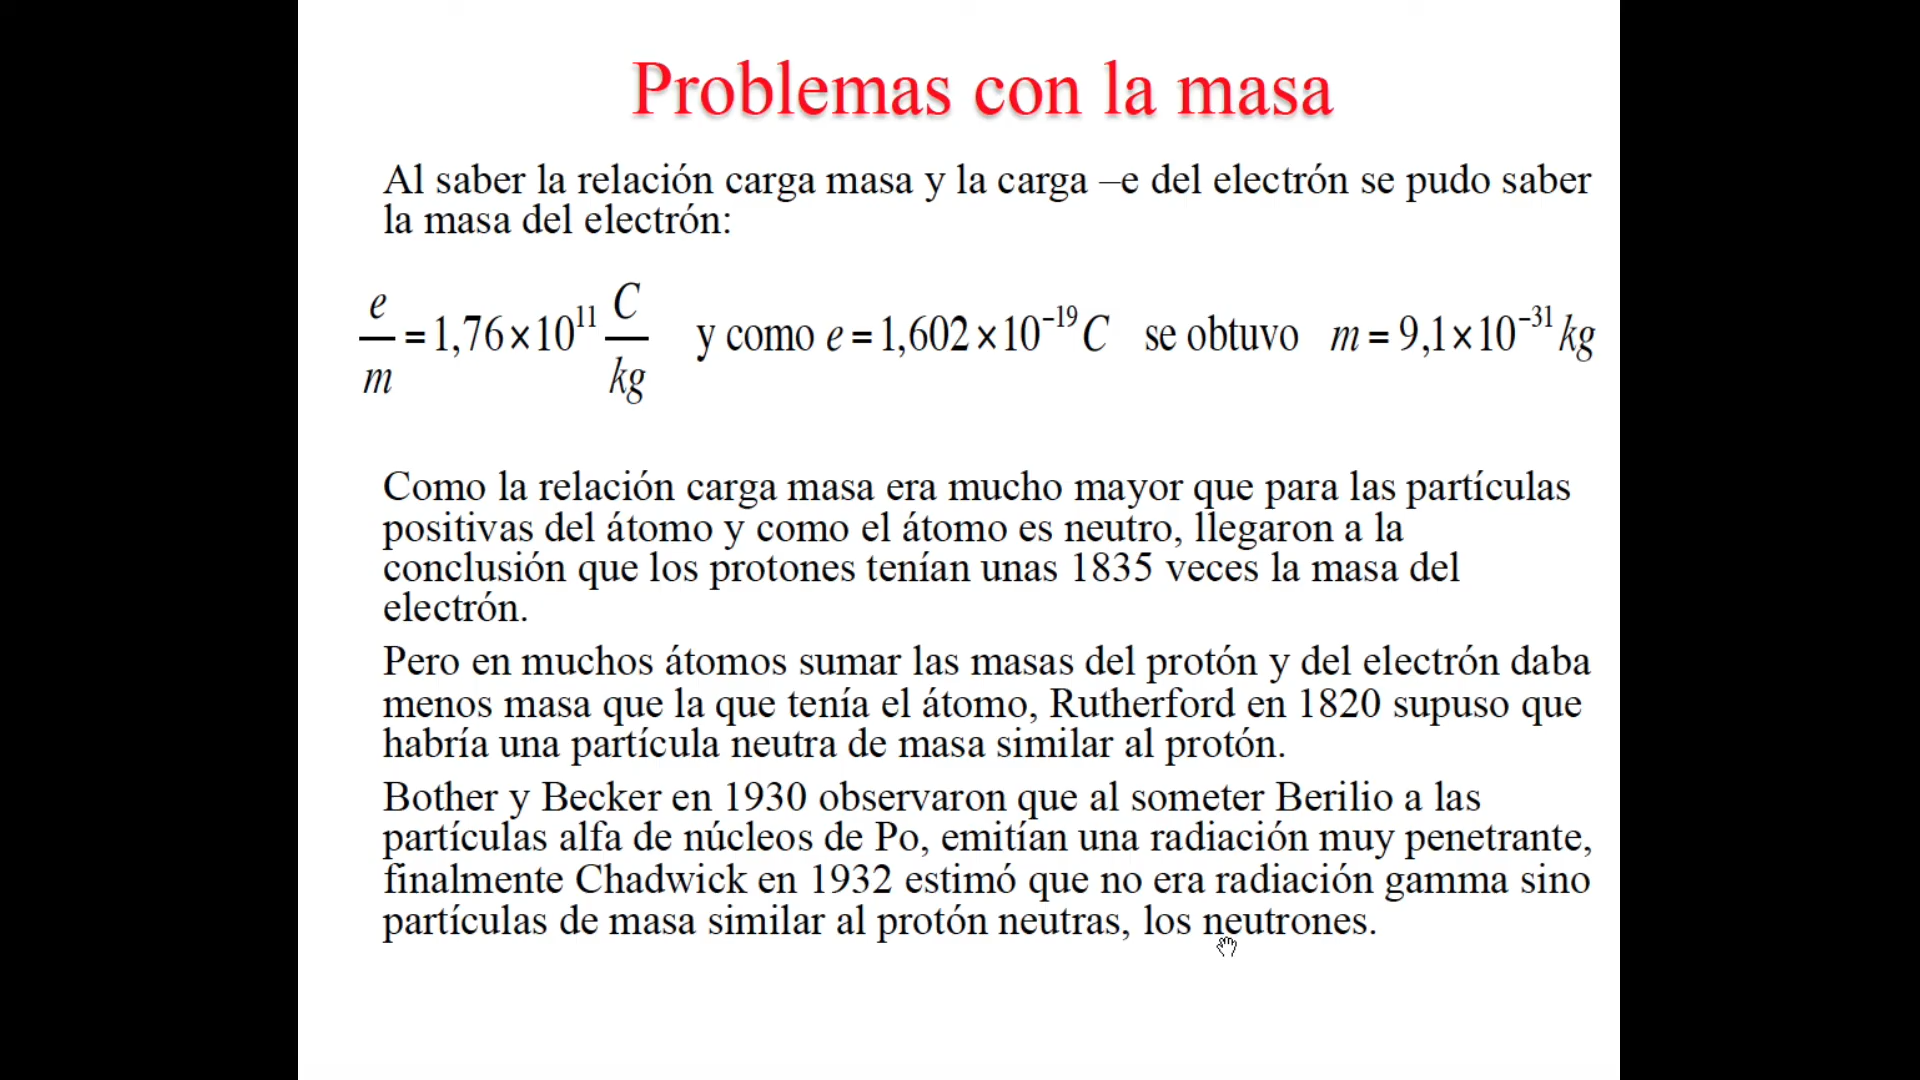 Problemas con la masa
Al saber la relación carga masa y la carga –e del electrón se pudo saber
la masa del electrón:
e/m = 1,76×10¹¹ C/kg y como e = 1,602×10⁻¹⁹ C se obtuvo m = 9,1×10⁻³¹ kg
Como la relación carga masa era mucho mayor que para las partículas
positivas del átomo y como el átomo es neutro, llegaron a la
conclusión que los protones tenían unas 1835 veces la masa del
electrón.
Pero en muchos átomos sumar las masas del protón y del electrón daba
menos masa que la que tenía el átomo, Rutherford en 1820 supuso que
habría una partícula neutra de masa similar al protón.
Bother y Becker en 1930 observaron que al someter Berilio a las
partículas alfa de núcleos de Po, emitían una radiación muy penetrante,
finalmente Chadwick en 1932 estimó que no era radiación gamma sino
partículas de masa similar al protón neutras, los neutrones.